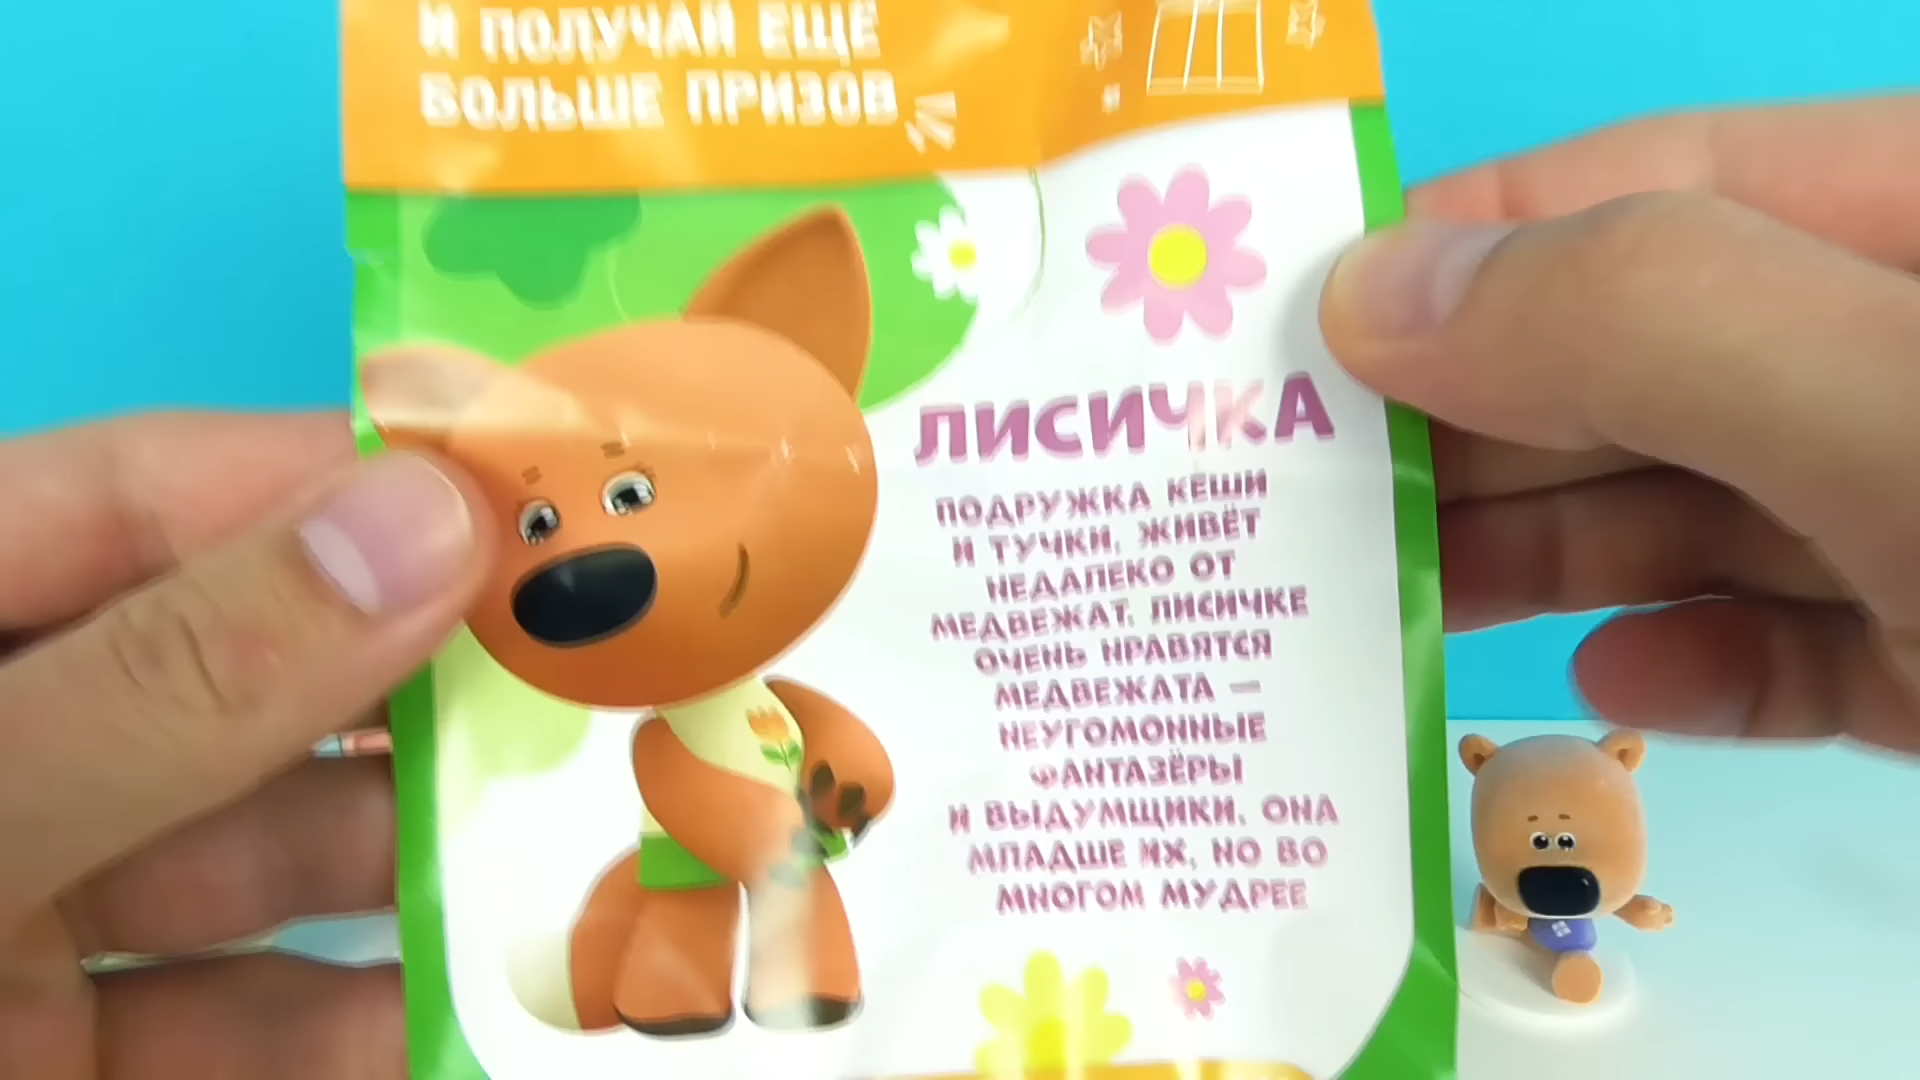 И ПОЛУЧАЙ ЕЩЁ
БОЛЬШЕ ПРИЗОВ
ЛИСИЧКА
ПОДРУЖКА КЕШИ
И ТУЧКИ, ЖИВЁТ
НЕДАЛЕКО ОТ
МЕДВЕЖАТ. ЛИСИЧКЕ
ОЧЕНЬ НРАВЯТСЯ
МЕДВЕЖАТА —
НЕУГОМОННЫЕ
ФАНТАЗЁРЫ
И ВЫДУМЩИКИ. ОНА
МЛАДШЕ ИХ, НО ВО
МНОГОМ МУДРЕЕ